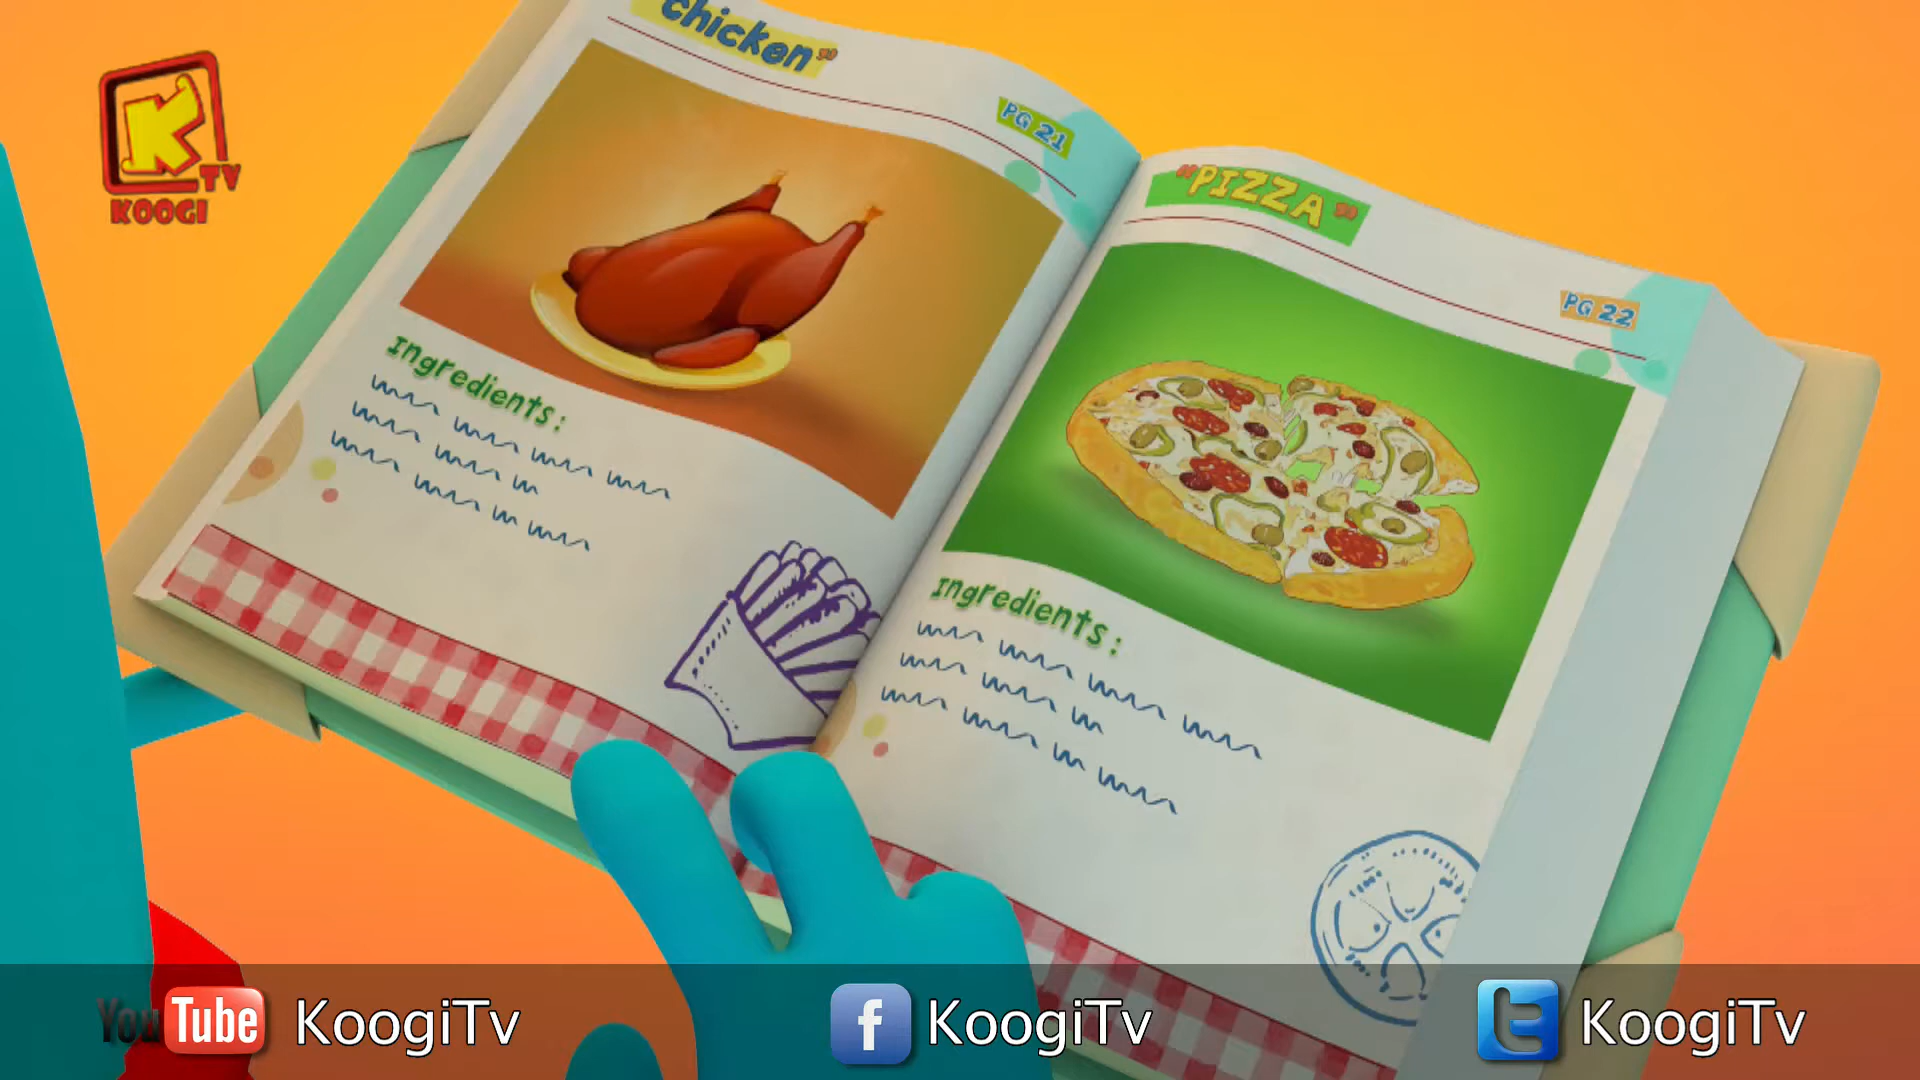 K
TV
KOOGI
Chicken"
PG 21
Ingredients:
"PIZZA"
PG 22
Ingredients:
YouTube KoogiTv
f KoogiTv
t KoogiTv